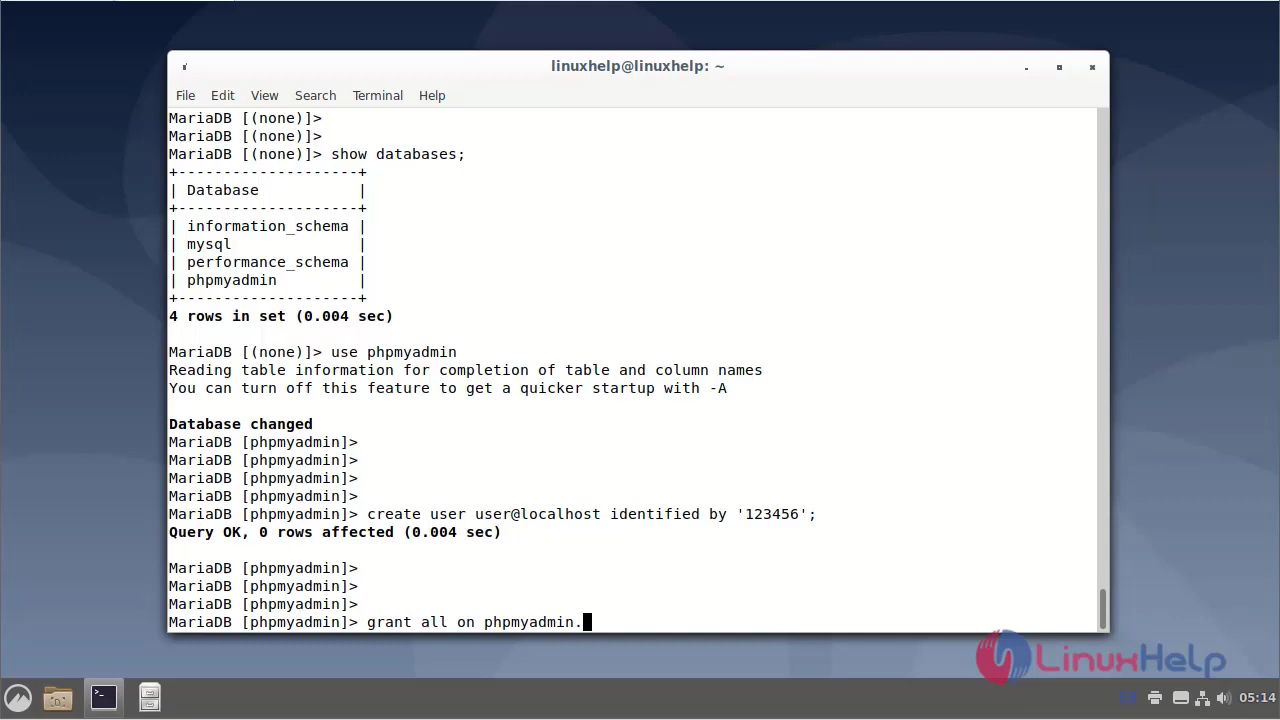 linuxhelp@linuxhelp: ~
File Edit View Search Terminal Help
MariaDB [(none)]>
MariaDB [(none)]>
MariaDB [(none)]> show databases;
+--------------------+
| Database           |
+--------------------+
| information_schema |
| mysql              |
| performance_schema |
| phpmyadmin         |
+--------------------+
4 rows in set (0.004 sec)
MariaDB [(none)]> use phpmyadmin
Reading table information for completion of table and column names
You can turn off this feature to get a quicker startup with -A
Database changed
MariaDB [phpmyadmin]>
MariaDB [phpmyadmin]>
MariaDB [phpmyadmin]>
MariaDB [phpmyadmin]>
MariaDB [phpmyadmin]> create user user@localhost identified by '123456';
Query OK, 0 rows affected (0.004 sec)
MariaDB [phpmyadmin]>
MariaDB [phpmyadmin]>
MariaDB [phpmyadmin]>
MariaDB [phpmyadmin]> grant all on phpmyadmin.
LinuxHelp
05:14